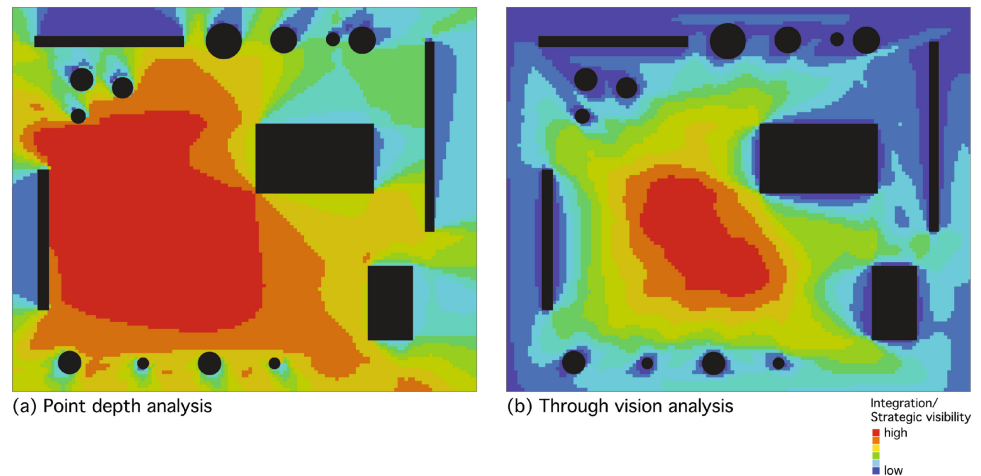 (a) Point depth analysis
(b) Through vision analysis
Integration/
Strategic visibility
high
low